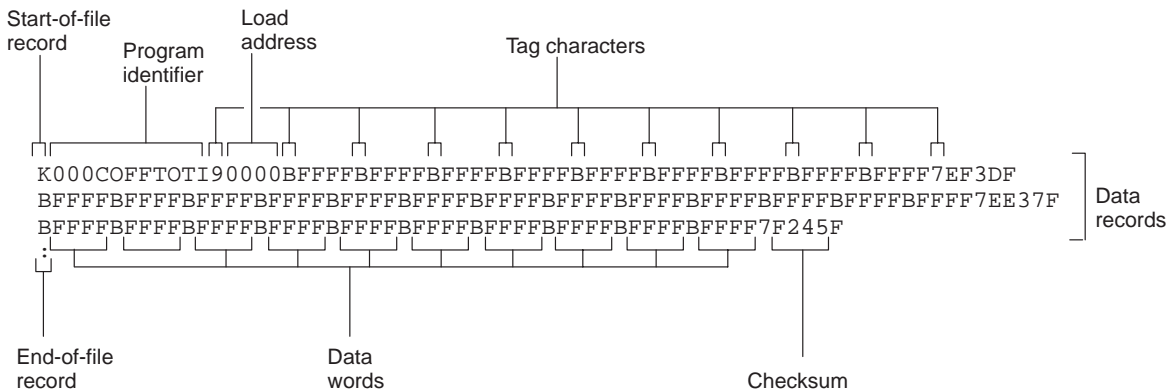 Start-of-file
record
Program
identifier
Load
address
Tag characters
K000COFFTOTI90000BFFFFBFFFFBFFFFBFFFFBFFFFBFFFFBFFFFBFFFFBFFFF7EF3DF
BFFFFBFFFFBFFFFBFFFFBFFFFBFFFFBFFFFBFFFFBFFFFBFFFFBFFFFBFFFFBFFFF7EE37F
BFFFFBFFFFBFFFFBFFFFBFFFFBFFFFBFFFFBFFFFBFFFFBFFFF7F245F
:
Data
records
End-of-file
record
Data
words
Checksum